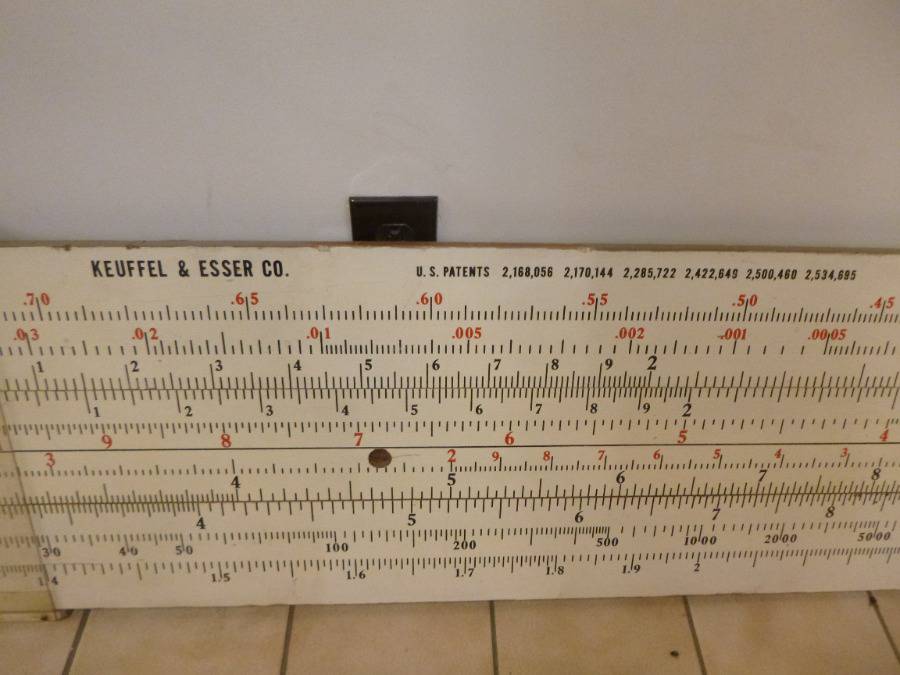 KEUFFEL & ESSER CO.
U.S. PATENTS 2,168,056 2,170,144 2,285,722 2,422,649 2,500,460 2,534,695
.70 .65 .60 .55 .50 .45
.03 .02 .01 .005 .002 .001 .0005
1 2 3 4 5 6 7 8 9 2
1 2 3 4 5 6 7 8 9 2
9 8 7 6 5 4
3 2 9 8 7 6 5 4 3
4 5 6 7 8
4 5 6 7 8
30 40 50 100 200 500 1000 2000 5000
1.4 1.5 1.6 1.7 1.8 1.9 2